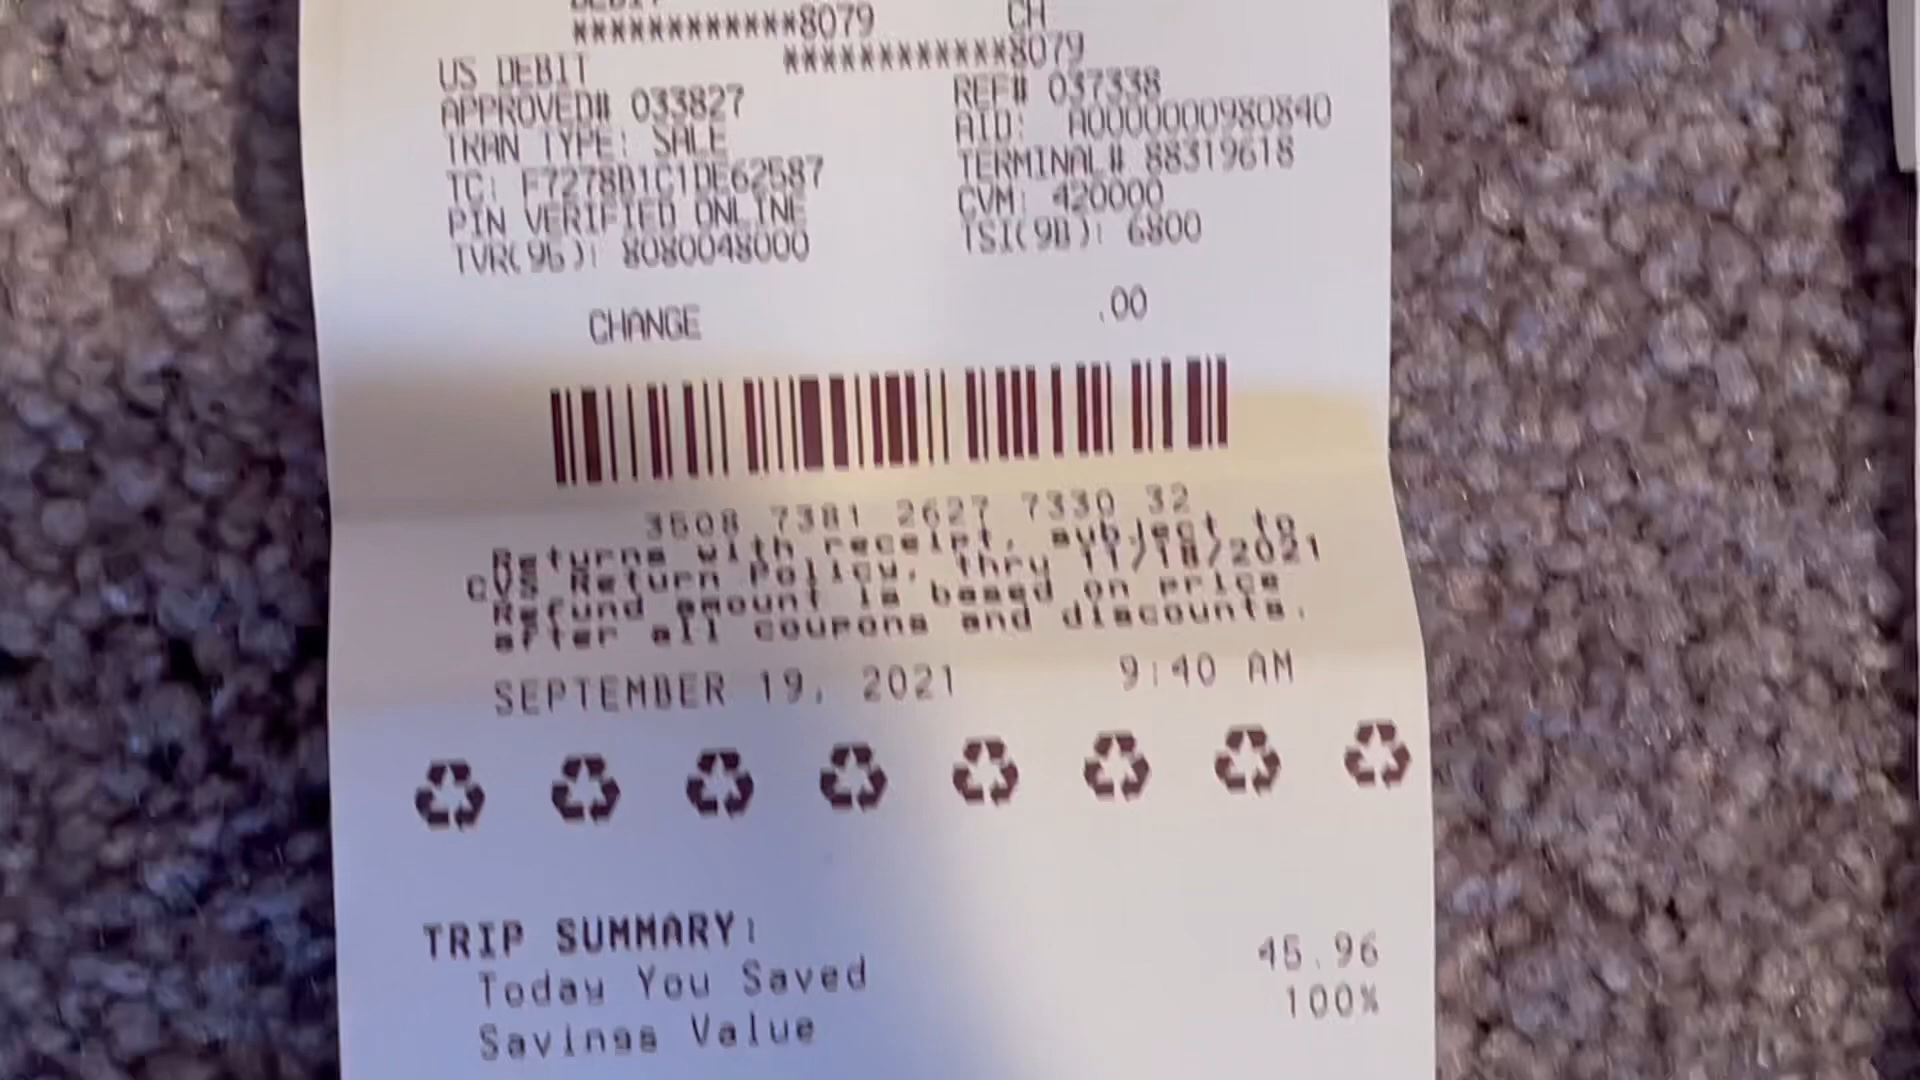 ************8079 CH
US DEBIT ************8079
APPROVED# 033827 REF# 037338
TRAN TYPE: SALE AID: A0000000980840
TC: F7278B1C1DE62587 TERMINAL# 88319618
PIN VERIFIED ONLINE CVM: 420000
TVR(95): 8080048000 TSI(9B): 6800
CHANGE .00
3508 7381 2627 7330 32
Returns with receipt, subject to
CVS Return Policy, thru 11/18/2021
Refund amount is based on price
after all coupons and discounts.
SEPTEMBER 19, 2021 9:40 AM
TRIP SUMMARY:
Today You Saved 45.96
Savings Value 100%